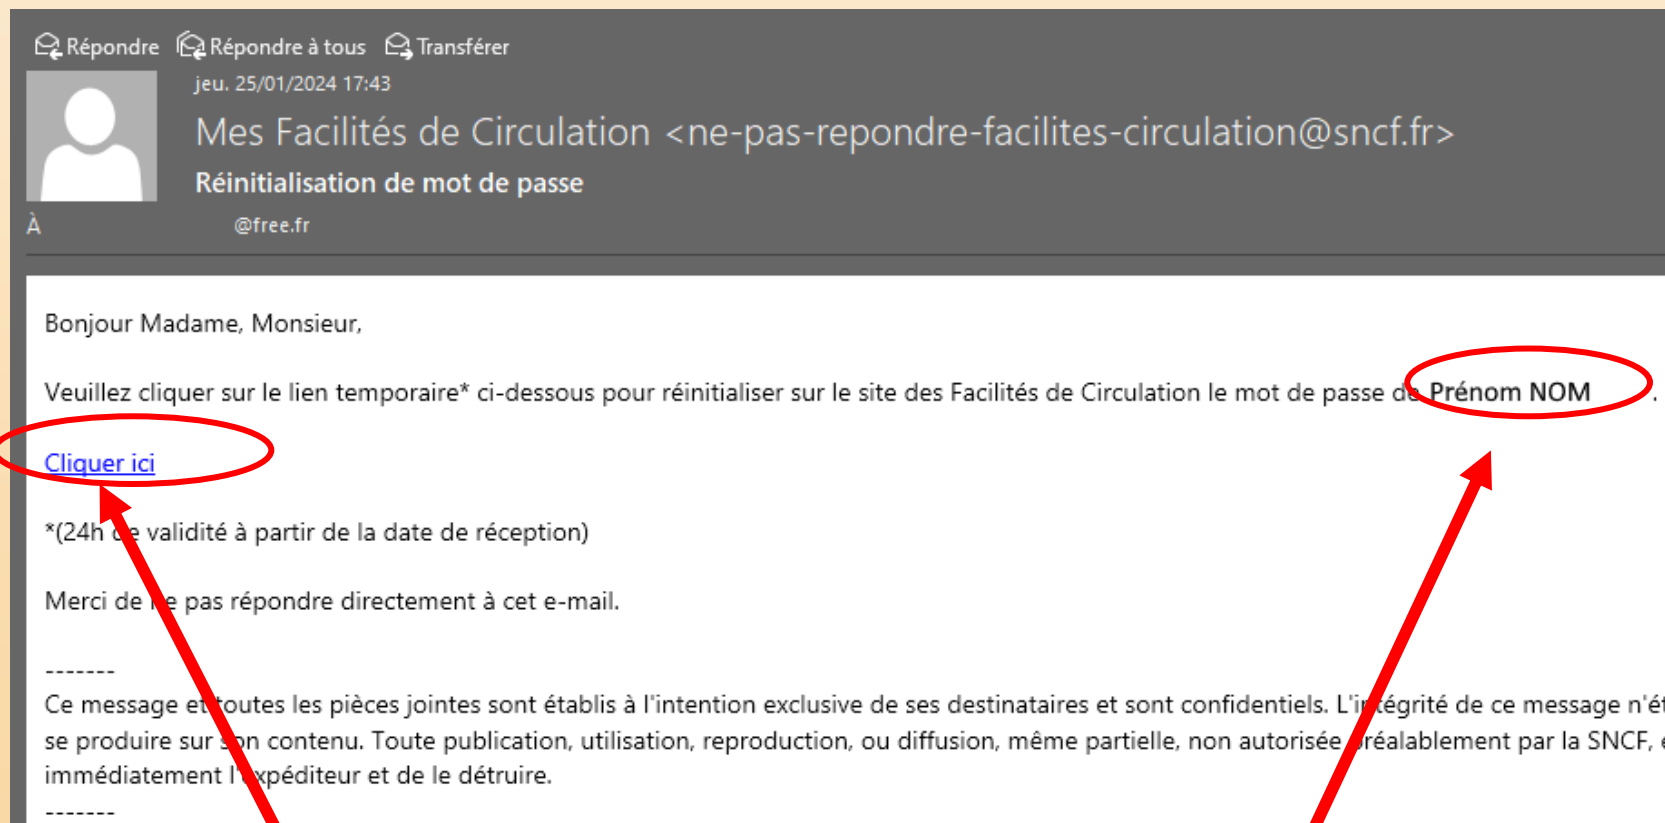 Répondre Répondre à tous Transférer
jeu. 25/01/2024 17:43
Mes Facilités de Circulation <ne-pas-repondre-facilites-circulation@sncf.fr>
Réinitialisation de mot de passe
À @free.fr
Bonjour Madame, Monsieur,
Veuillez cliquer sur le lien temporaire* ci-dessous pour réinitialiser sur le site des Facilités de Circulation le mot de passe de Prénom NOM .
Cliquer ici
*(24h de validité à partir de la date de réception)
Merci de ne pas répondre directement à cet e-mail.
-------
Ce message et toutes les pièces jointes sont établis à l'intention exclusive de ses destinataires et sont confidentiels. L'intégrité de ce message n'ét
se produire sur son contenu. Toute publication, utilisation, reproduction, ou diffusion, même partielle, non autorisée préalablement par la SNCF, e
immédiatement l'expéditeur et de le détruire.
-------